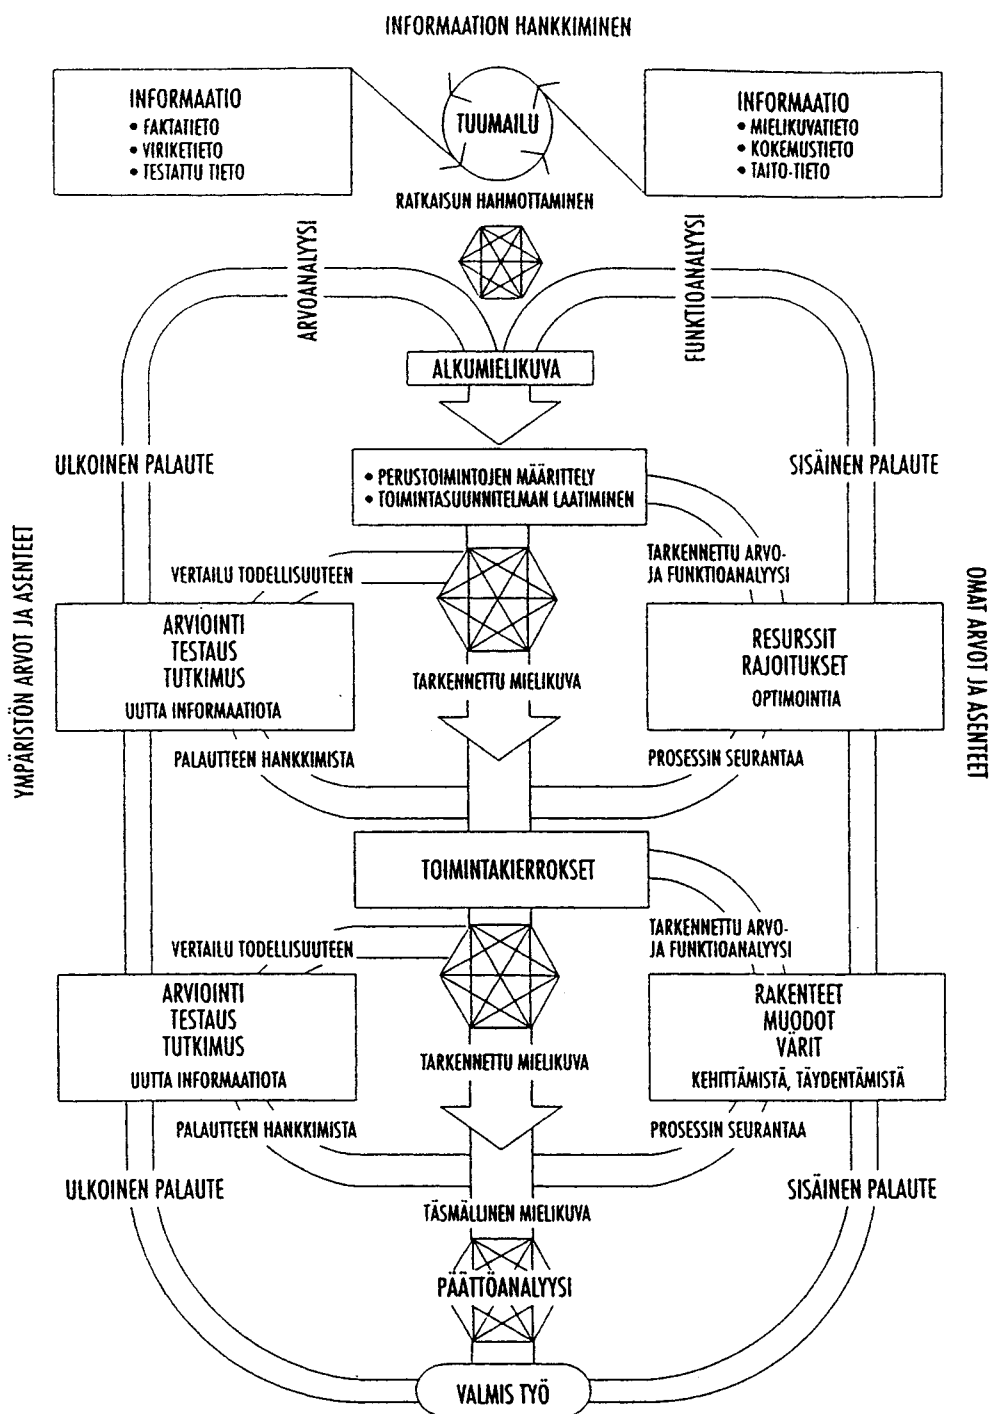 INFORMAATION HANKKIMINEN
INFORMAATIO
• FAKTATIETO
• VIRIKETIETO
• TESTATTU TIETO
TUUMAILU
INFORMAATIO
• MIELIKUVATIETO
• KOKEMUSTIETO
• TAITO-TIETO
RATKAISUN HAHMOTTAMINEN
ARVOANALYYSI
FUNKTIOANALYYSI
ALKUMIELIKUVA
ULKOINEN PALAUTE
SISÄINEN PALAUTE
• PERUSTOIMINTOJEN MÄÄRITTELY
• TOIMINTASUUNNITELMAN LAATIMINEN
YMPÄRISTÖN ARVOT JA ASENTEET
OMAT ARVOT JA ASENTEET
VERTAILU TODELLISUUTEEN
TARKENNETTU ARVO-
JA FUNKTIOANALYYSI
ARVIOINTI
TESTAUS
TUTKIMUS
UUTTA INFORMAATIOTA
TARKENNETTU MIELIKUVA
RESURSSIT
RAJOITUKSET
OPTIMOINTIA
PALAUTTEEN HANKKIMISTA
PROSESSIN SEURANTAA
TOIMINTAKIERROKSET
VERTAILU TODELLISUUTEEN
TARKENNETTU ARVO-
JA FUNKTIOANALYYSI
ARVIOINTI
TESTAUS
TUTKIMUS
UUTTA INFORMAATIOTA
TARKENNETTU MIELIKUVA
RAKENTEET
MUODOT
VÄRIT
KEHITTÄMISTÄ, TÄYDENTÄMISTÄ
PALAUTTEEN HANKKIMISTA
PROSESSIN SEURANTAA
ULKOINEN PALAUTE
SISÄINEN PALAUTE
TÄSMÄLLINEN MIELIKUVA
PÄÄTTÖANALYYSI
VALMIS TYÖ